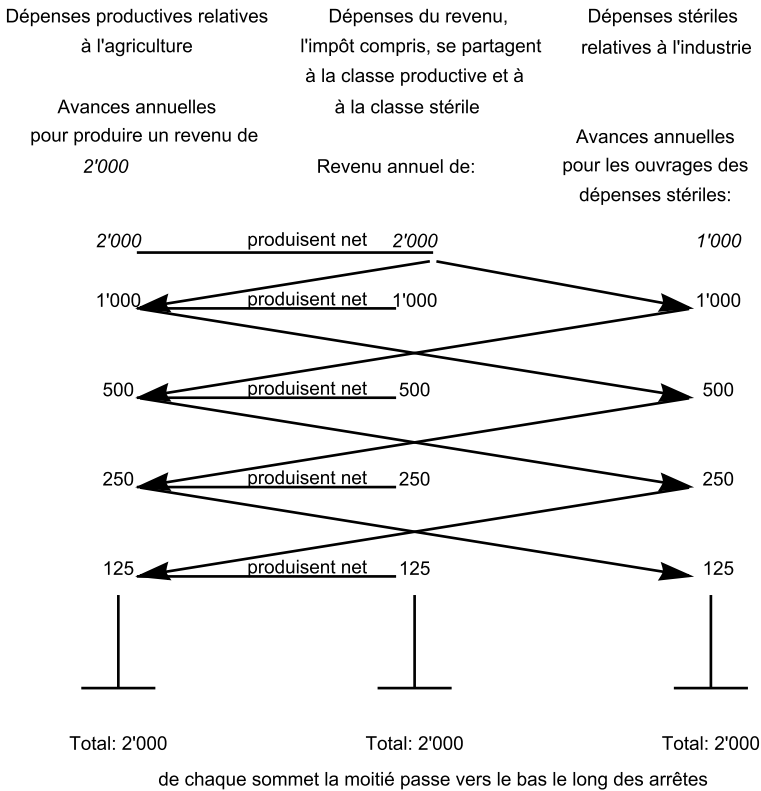 Dépenses productives relatives
à l'agriculture
Dépenses du revenu,
l'impôt compris, se partagent
à la classe productive et à
à la classe stérile
Dépenses stériles
relatives à l'industrie
Avances annuelles
pour produire un revenu de
2'000
Revenu annuel de:
Avances annuelles
pour les ouvrages des
dépenses stériles:
2'000 produisent net 2'000 1'000
1'000 produisent net 1'000 1'000
500 produisent net 500 500
250 produisent net 250 250
125 produisent net 125 125
Total: 2'000 Total: 2'000 Total: 2'000
de chaque sommet la moitié passe vers le bas le long des arrêtes